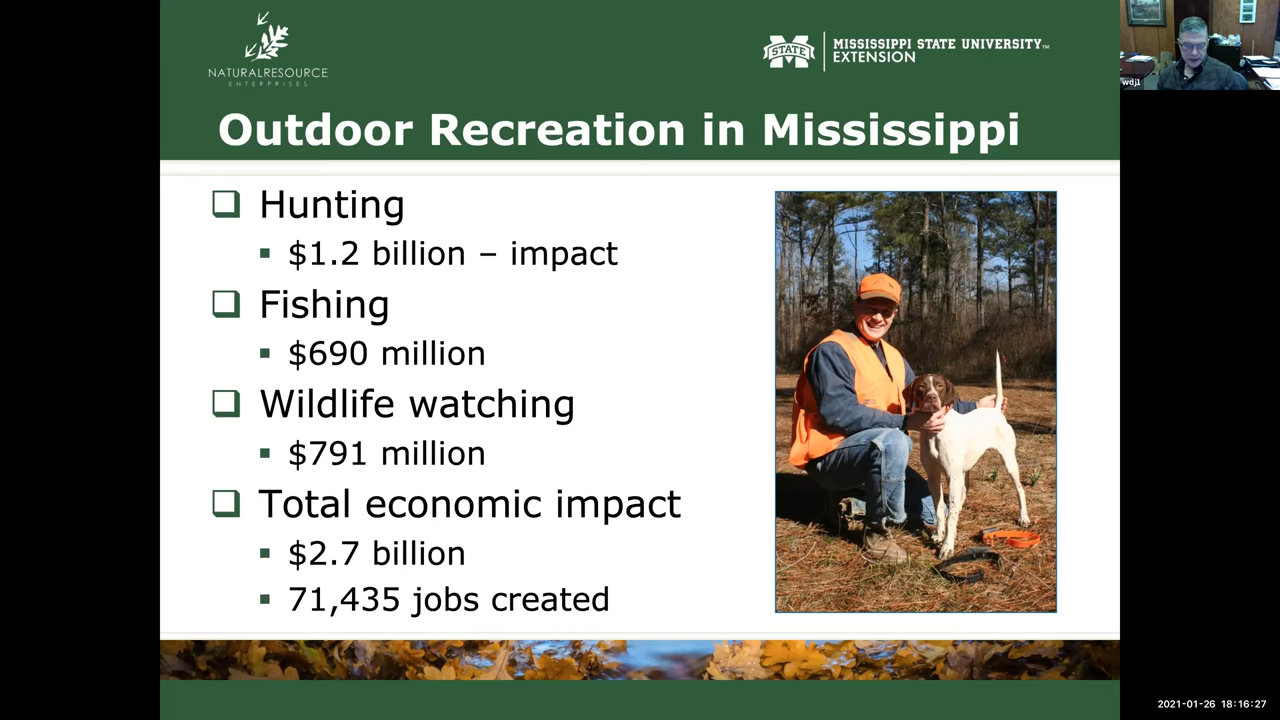 NATURALRESOURCE
ENTERPRISES
STATE
MISSISSIPPI STATE UNIVERSITY™
EXTENSION
wdj1
Outdoor Recreation in Mississippi
Hunting
$1.2 billion – impact
Fishing
$690 million
Wildlife watching
$791 million
Total economic impact
$2.7 billion
71,435 jobs created
2021-01-26 18:16:27